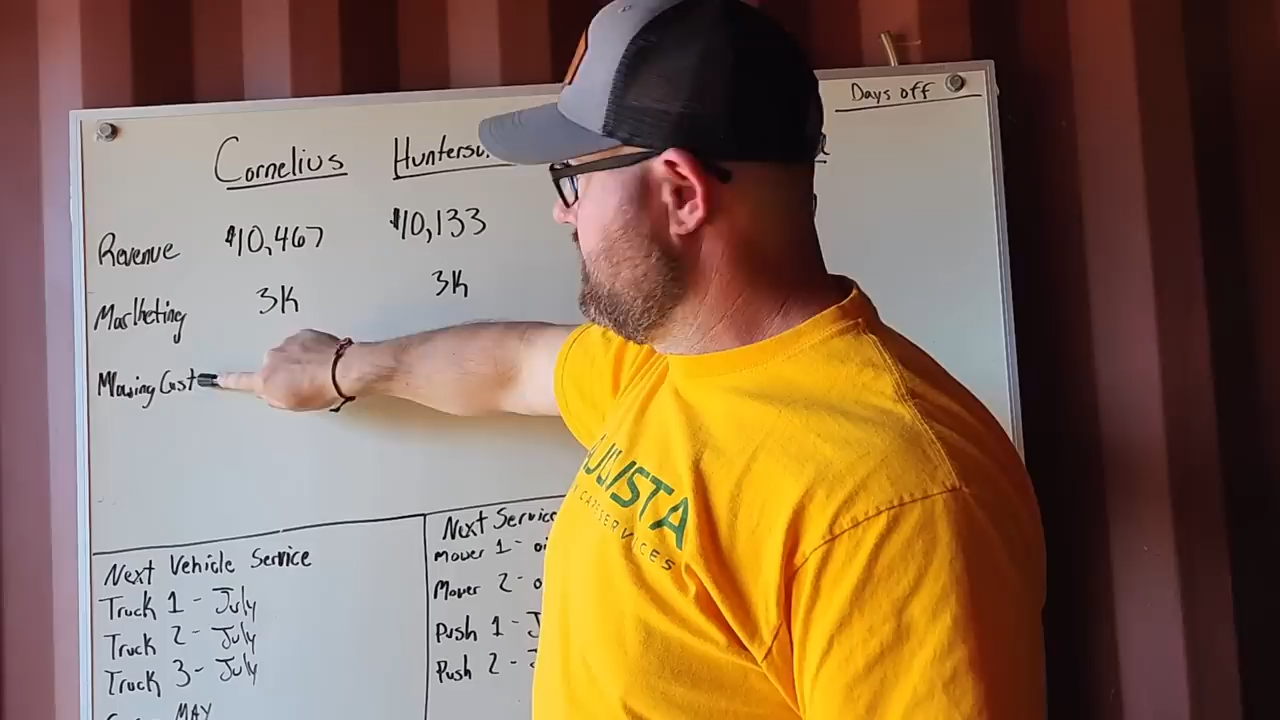 Days off
Cornelius
Revenue $10,467 $10,133
Marketing 3K 3K
Mowing Cost
Next Vehicle Service
Truck 1 - July
Truck 2 - July
Truck 3 - July
MAY
Next Service
Mower 1 -
Mower 2 -
Push 1 -
Push 2 -
SERVICES